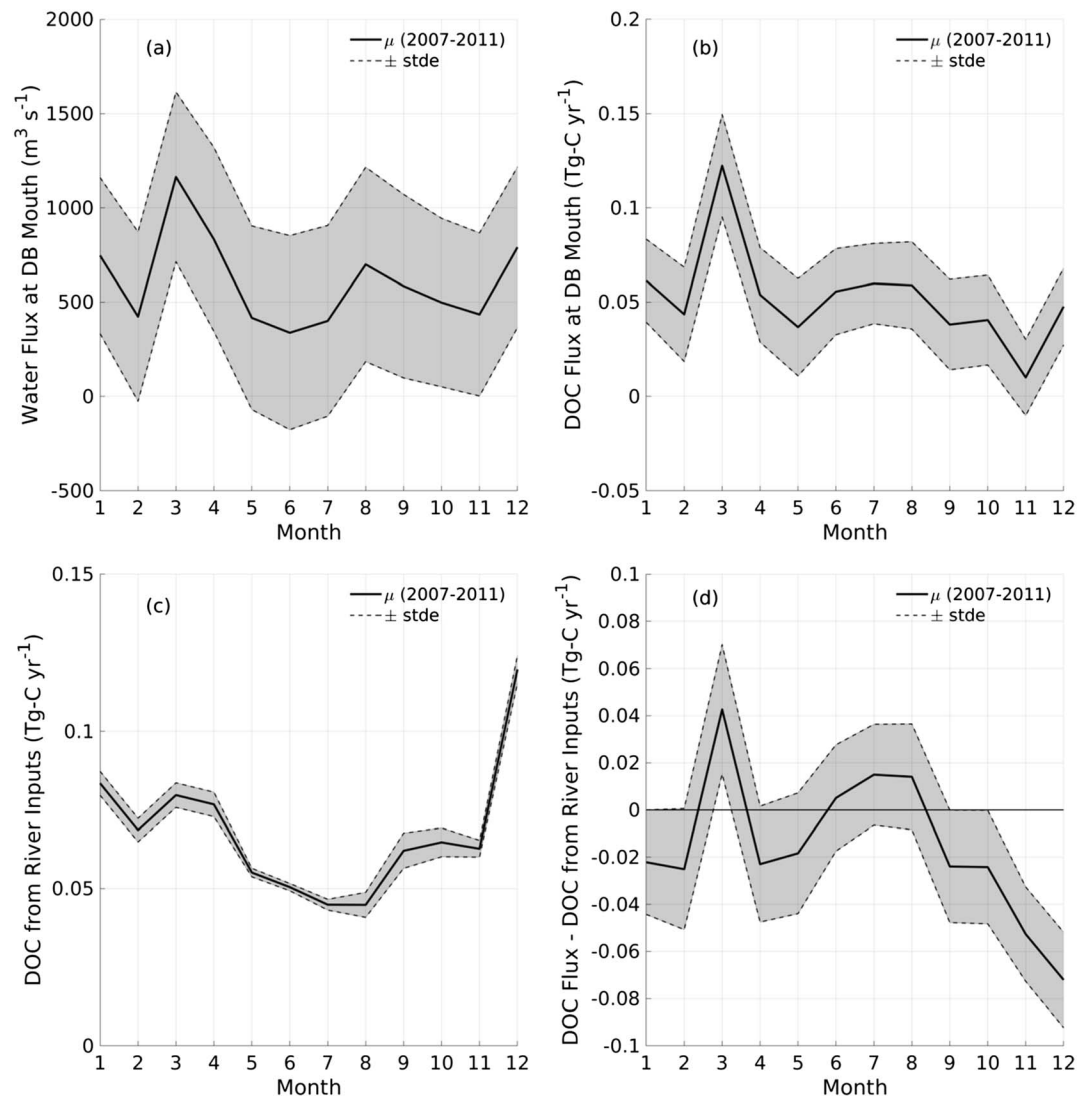 (a)
μ (2007-2011)
± stde
Water Flux at DB Mouth (m³ s⁻¹)
2000
1500
1000
500
0
-500
1 2 3 4 5 6 7 8 9 10 11 12
Month
(b)
μ (2007-2011)
± stde
DOC Flux at DB Mouth (Tg-C yr⁻¹)
0.2
0.15
0.1
0.05
0
-0.05
1 2 3 4 5 6 7 8 9 10 11 12
Month
(c)
μ (2007-2011)
± stde
DOC from River Inputs (Tg-C yr⁻¹)
0.15
0.1
0.05
0
1 2 3 4 5 6 7 8 9 10 11 12
Month
(d)
μ (2007-2011)
± stde
DOC Flux - DOC from River Inputs (Tg-C yr⁻¹)
0.1
0.08
0.06
0.04
0.02
0
-0.02
-0.04
-0.06
-0.08
-0.1
1 2 3 4 5 6 7 8 9 10 11 12
Month